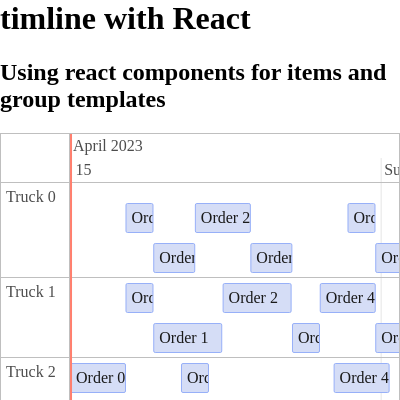 timline with React
Using react components for items and
group templates
April 2023
15 Su
Truck 0
Ord Order 2 Ord
Order Order Or
Truck 1
Ord Order 2 Order 4
Order 1 Ord Or
Truck 2
Order 0 Ord Order 4